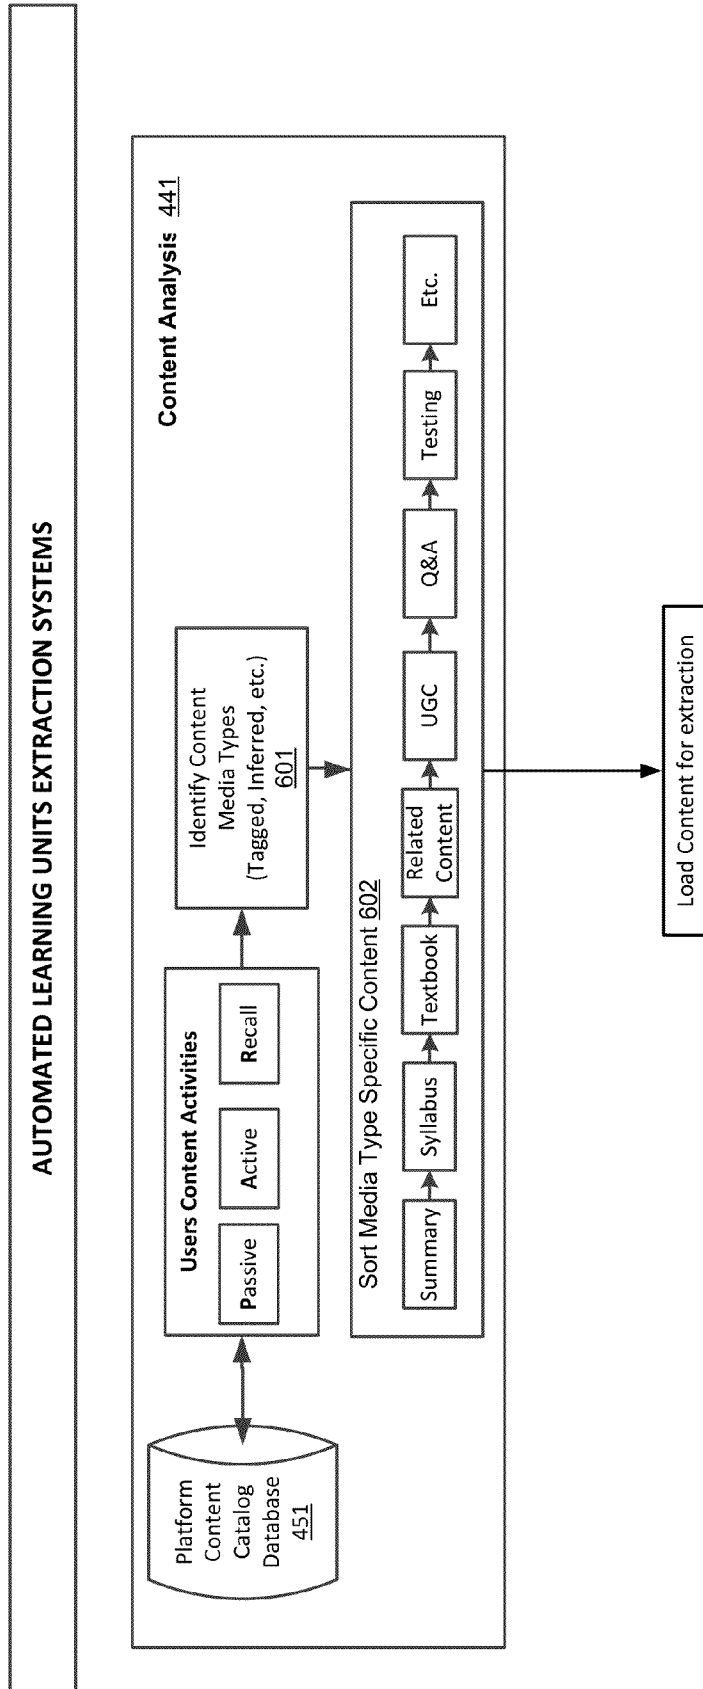 AUTOMATED LEARNING UNITS EXTRACTION SYSTEMS
Content Analysis 441
Platform
Content
Catalog
Database
451
Users Content Activities
Passive
Active
Recall
Identify Content
Media Types
(Tagged, Inferred, etc.)
601
Sort Media Type Specific Content 602
Summary
Syllabus
Textbook
Related
Content
UGC
Q&A
Testing
Etc.
Load Content for extraction